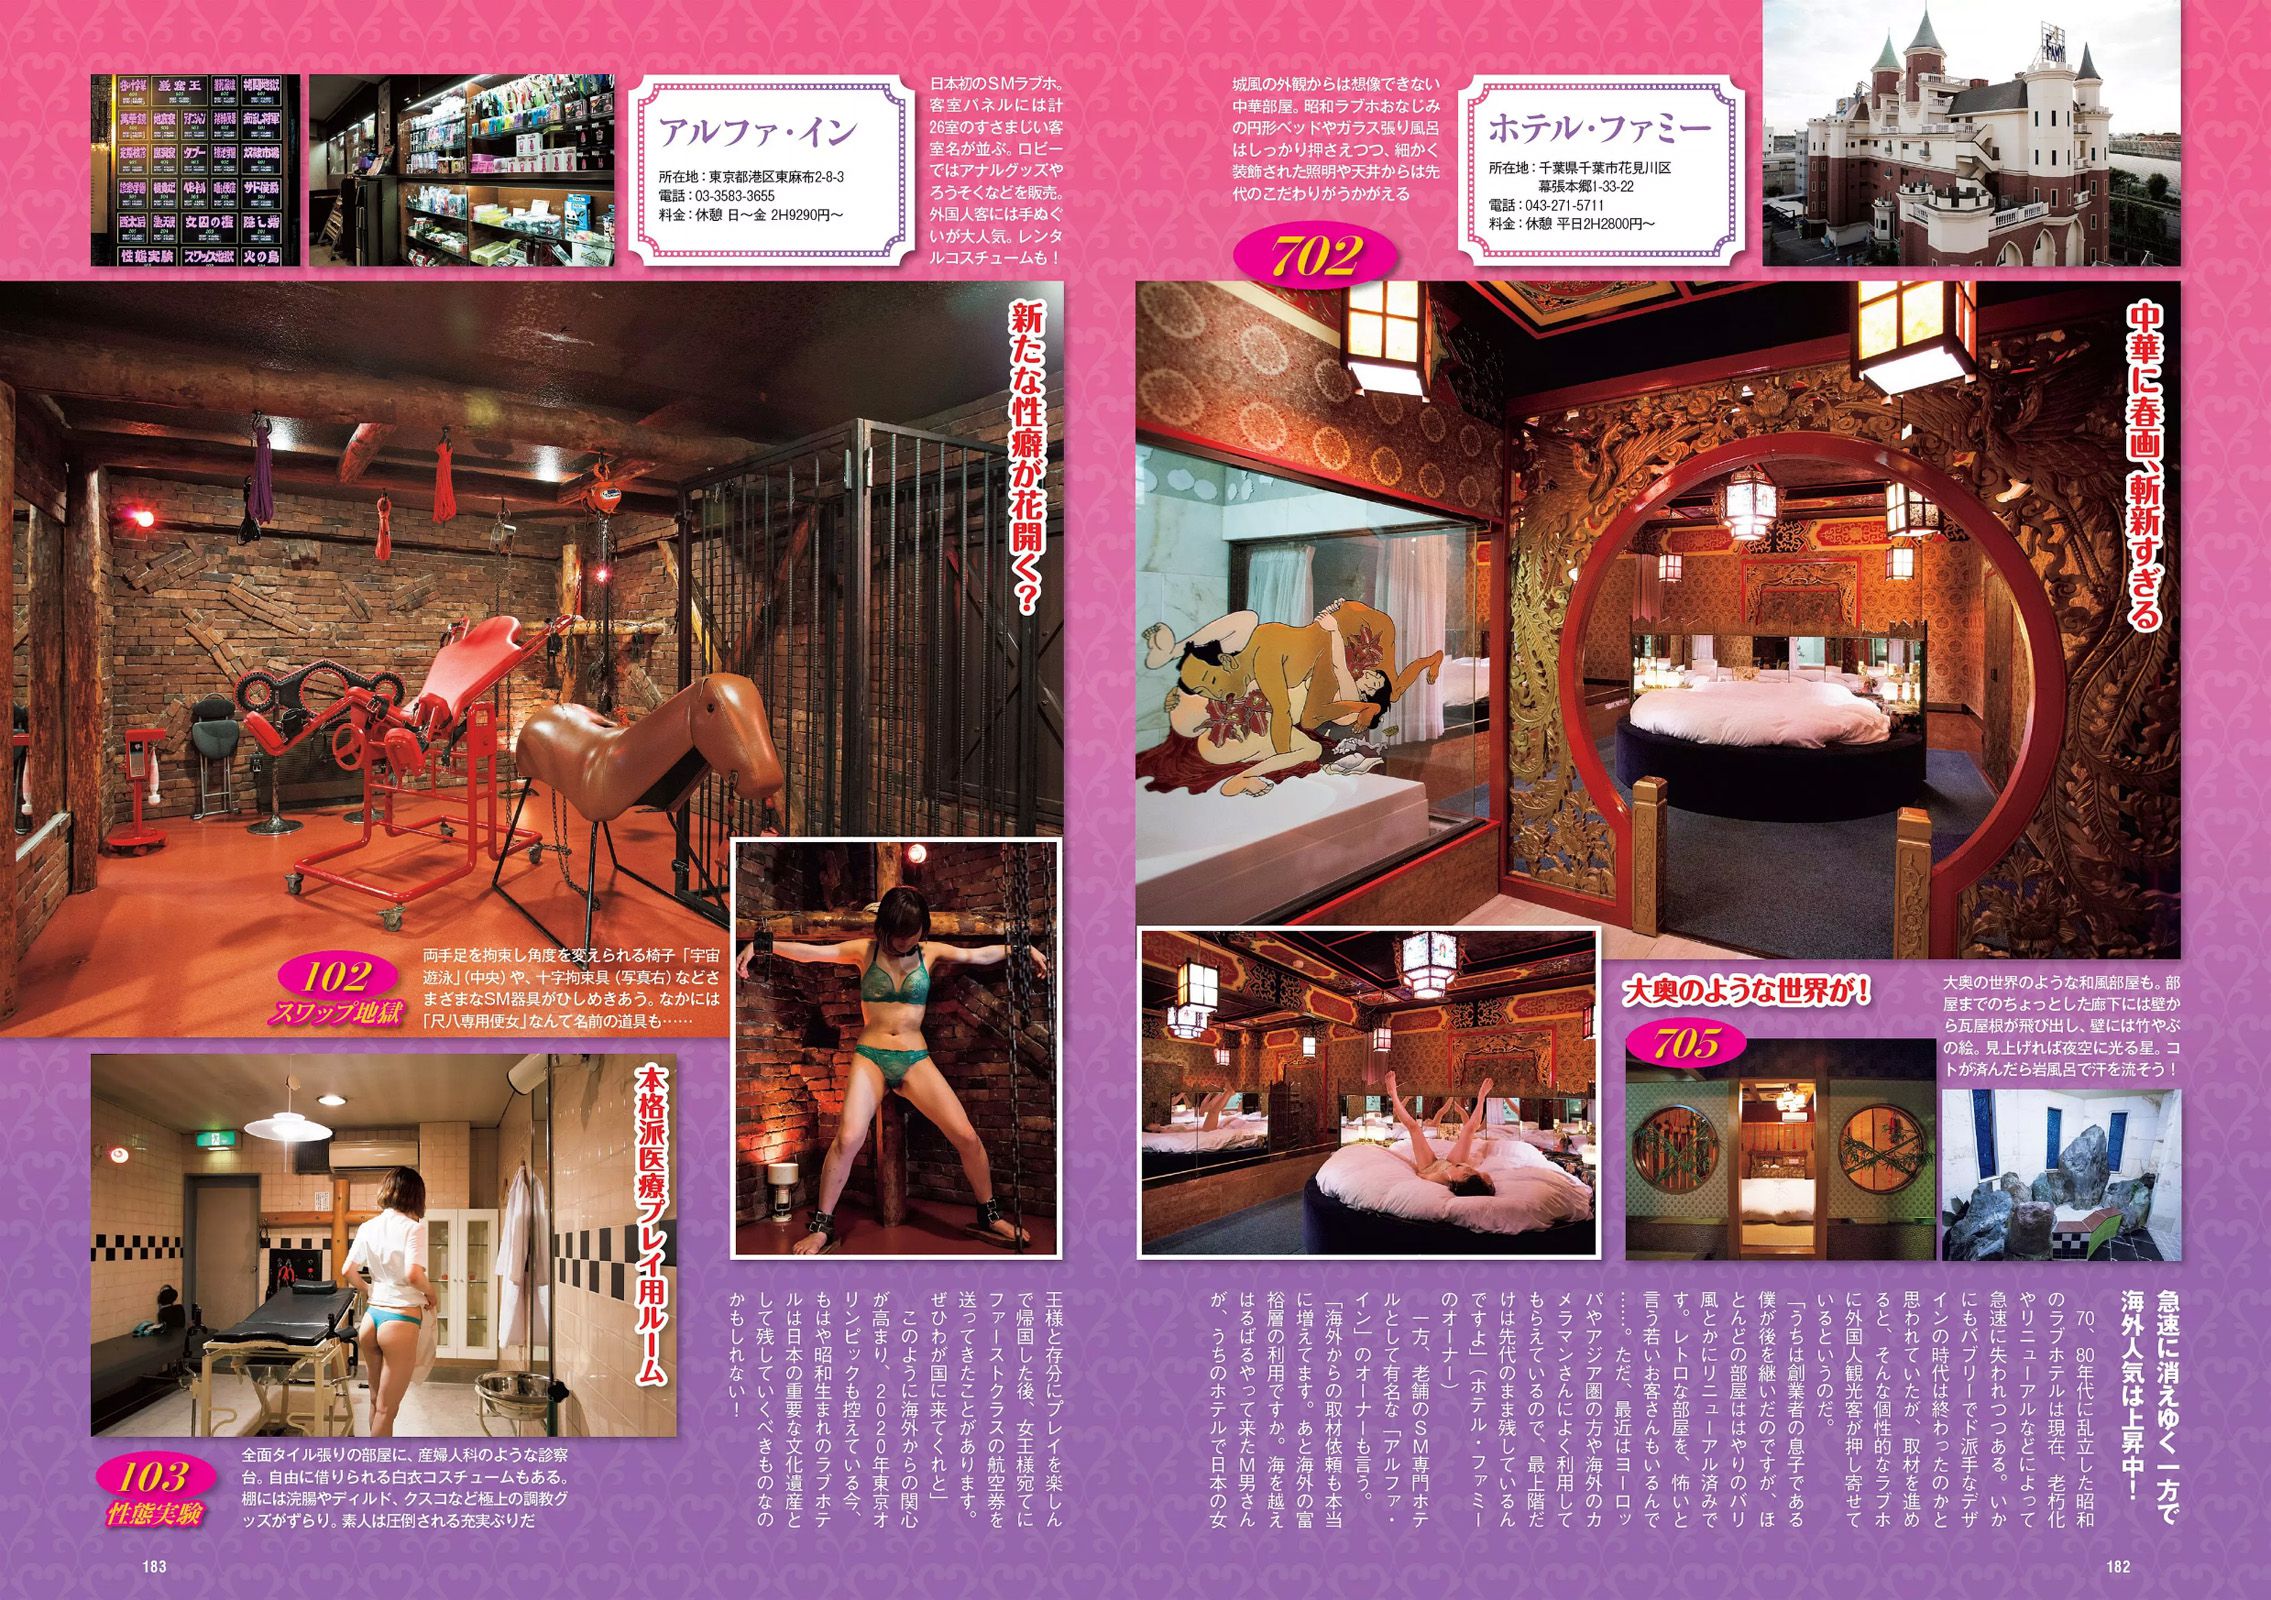 ホテル・ファミー
所在地：千葉県千葉市花見川区
幕張本郷1-33-22
電話：043-271-5711
料金：休憩 平日2H2800円〜
城風の外観からは想像できない
中華部屋。昭和ラブホおなじみ
の円形ベッドやガラス張り風呂
はしっかり押さえつつ、細かく
装飾された照明や天井からは先
代のこだわりがうかがえる
702
中華に春画、斬新すぎる
大奥のような世界が！
705
大奥の世界のような和風部屋も。部
屋までのちょっとした廊下には壁か
ら瓦屋根が飛び出し、壁には竹やぶ
の絵。見上げれば夜空に光る星。コ
トが済んだら岩風呂で汗を流そう！
急速に消えゆく一方で
海外人気は上昇中！
70、80年代に乱立した昭和
のラブホテルは現在、老朽化
やリニューアルなどによって
急速に失われつつある。いか
にもバブリーでド派手なデザ
インの時代は終わったのかと
思われていたが、取材を進め
ると、そんな個性的なラブホ
に外国人観光客が押し寄せて
いるというのだ。
「うちは創業者の息子である
僕が後を継いだのですが、ほ
とんどの部屋ははやりのバリ
風とかにリニューアル済みで
す。レトロな部屋を、怖いと
言う若いお客さんもいるんで
……。ただ、最近はヨーロッ
パやアジア圏の方や海外のカ
メラマンさんによく利用して
もらえているので、最上階だ
けは先代のまま残しているん
ですよ」（ホテル・ファミー
のオーナー）
一方、老舗のSM専門ホテ
ルとして有名な「アルファ・
イン」のオーナーも言う。
「海外からの取材依頼も本当
に増えてます。あと海外の富
裕層の利用ですか。海を越え
はるばるやって来たM男さん
が、うちのホテルで日本の女
王様と存分にプレイを楽しん
で帰国した後、女王様宛てに
ファーストクラスの航空券を
送ってきたことがあります。
ぜひわが国に来てくれと」
このように海外からの関心
が高まり、2020年東京オ
リンピックも控えている今、
もはや昭和生まれのラブホテ
ルは日本の重要な文化遺産と
して残していくべきものなの
かもしれない！
182
アルファ・イン
所在地：東京都港区東麻布2-8-3
電話：03-3583-3655
料金：休憩 日〜金 2H9290円〜
日本初のSMラブホ。
客室パネルには計
26室のすさまじい客
室名が並ぶ。ロビー
ではアナルグッズや
ろうそくなどを販売。
外国人客には手ぬぐ
いが大人気。レンタ
ルコスチュームも！
新たな性癖が花開く？
102
スワップ地獄
両手足を拘束し角度を変えられる椅子「宇宙
遊泳」（中央）や、十字拘束具（写真右）などさ
まざまなSM器具がひしめきあう。なかには
「尺八専用便女」なんて名前の道具も……
本格派医療プレイ用ルーム
103
性態実験
全面タイル張りの部屋に、産婦人科のような診察
台。自由に借りられる白衣コスチュームもある。
棚には浣腸やディルド、クスコなど極上の調教グ
ッズがずらり。素人は圧倒される充実ぶりだ
183
万華鏡
タブー
奴隷市場
サド侯爵
西太后
女囚の檻
性態実験
スワップ地獄
火の鳥